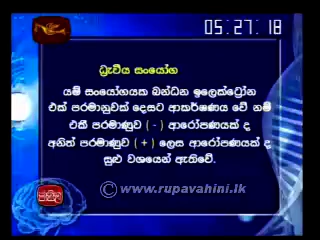 05:27:18
ධ්‍රැවීය සංයෝග
යම් සංයෝගයක බන්ධන ඉලෙක්ට්‍රෝන
එක් පරමානුවක් දෙසට ආකර්ශණය වේ නම්
එකී පරමාණුව ( - ) ආරෝපණයක් ද
අනිත් පරමාණුව ( + ) ලෙස ආරෝපණයක් ද
සුළු වශයෙන් ඇතිවේ.
©www.rupavahini.lk